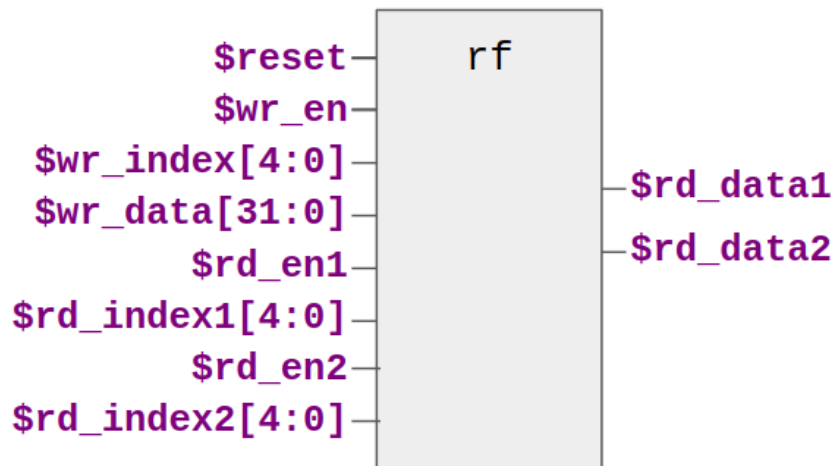 rf
$reset
$wr_en
$wr_index[4:0]
$wr_data[31:0]
$rd_en1
$rd_index1[4:0]
$rd_en2
$rd_index2[4:0]
$rd_data1
$rd_data2